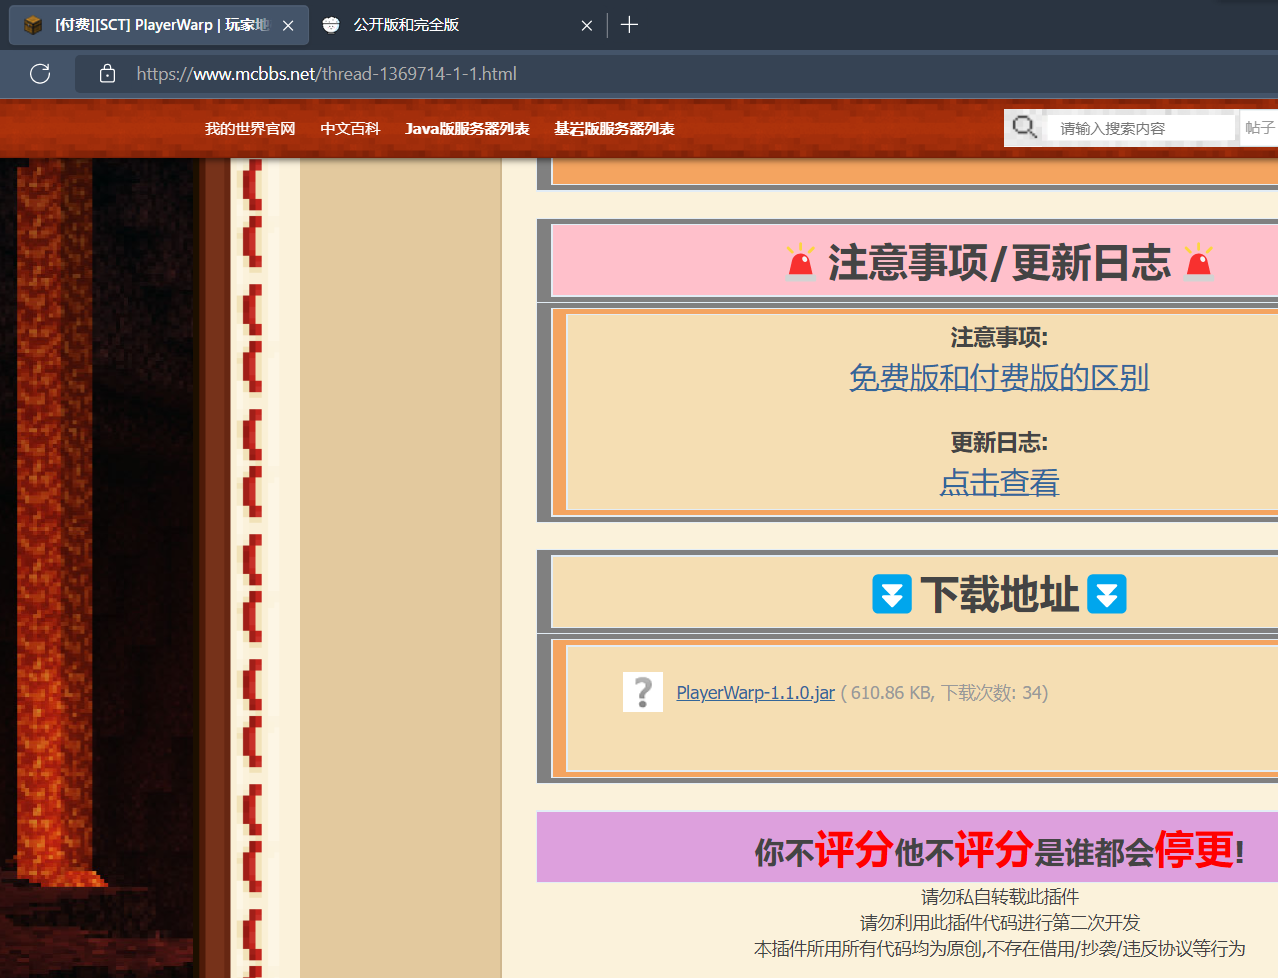 [付费][SCT] PlayerWarp | 玩家地
公开版和完全版
https://www.mcbbs.net/thread-1369714-1-1.html
我的世界官网 中文百科 Java版服务器列表 基岩版服务器列表
请输入搜索内容 帖子
注意事项/更新日志
注意事项:
免费版和付费版的区别
更新日志:
点击查看
下载地址
PlayerWarp-1.1.0.jar ( 610.86 KB, 下载次数: 34)
你不评分他不评分是谁都会停更!
请勿私自转载此插件
请勿利用此插件代码进行第二次开发
本插件所用所有代码均为原创,不存在借用/抄袭/违反协议等行为